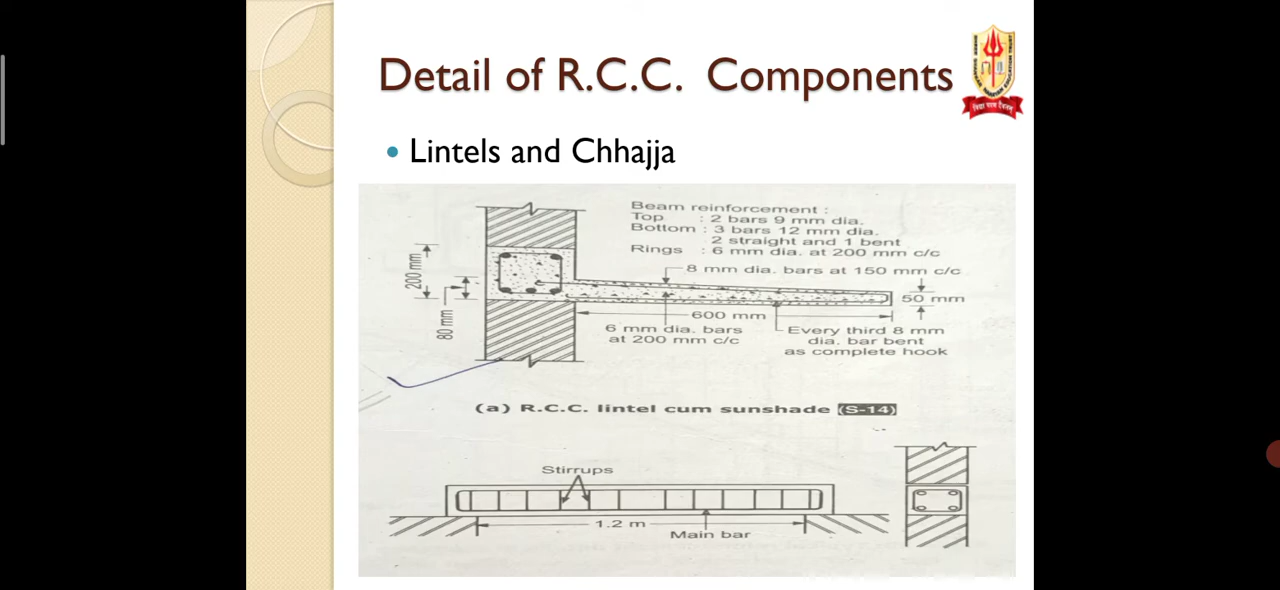 Detail of R.C.C. Components
Lintels and Chhajja
Beam reinforcement :
Top : 2 bars 9 mm dia.
Bottom : 3 bars 12 mm dia.
2 straight and 1 bent
Rings : 6 mm dia. at 200 mm c/c
8 mm dia. bars at 150 mm c/c
200 mm
80 mm
50 mm
600 mm
6 mm dia. bars
at 200 mm c/c
Every third 8 mm
dia. bar bent
as complete hook
(a) R.C.C. lintel cum sunshade (S-14)
Stirrups
1.2 m
Main bar